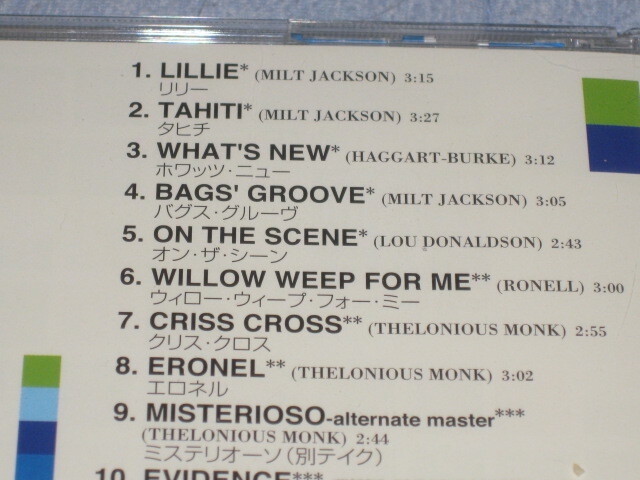 1. LILLIE* (MILT JACKSON) 3:15
リリー
2. TAHITI* (MILT JACKSON) 3:27
タヒチ
3. WHAT'S NEW* (HAGGART-BURKE) 3:12
ホワッツ・ニュー
4. BAGS' GROOVE* (MILT JACKSON) 3:05
バグス・グルーヴ
5. ON THE SCENE* (LOU DONALDSON) 2:43
オン・ザ・シーン
6. WILLOW WEEP FOR ME** (RONELL) 3:00
ウィロー・ウィープ・フォー・ミー
7. CRISS CROSS** (THELONIOUS MONK) 2:55
クリス・クロス
8. ERONEL** (THELONIOUS MONK) 3:02
エロネル
9. MISTERIOSO-alternate master***
(THELONIOUS MONK) 2:44
ミステリオーソ（別テイク）
10. EVIDENCE***